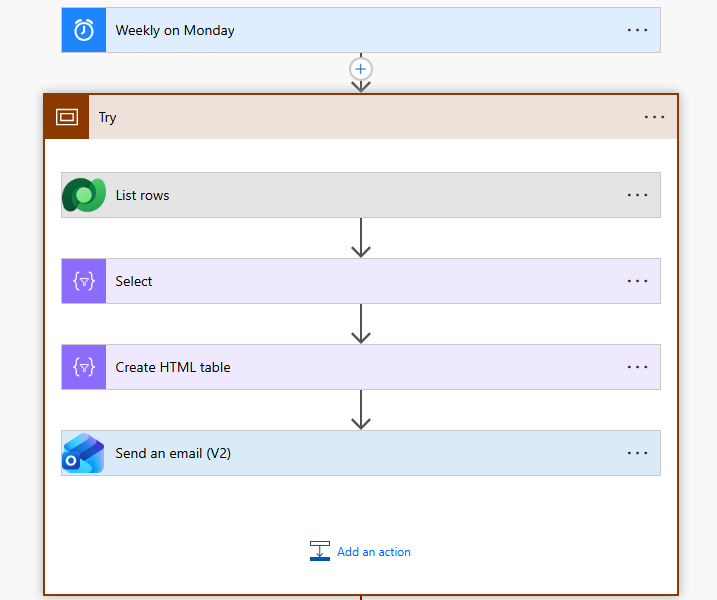 Weekly on Monday
Try
List rows
Select
Create HTML table
Send an email (V2)
Add an action